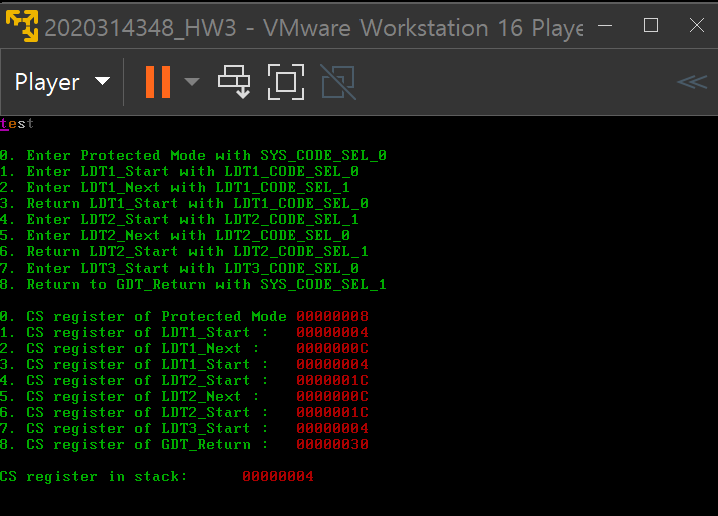 2020314348_HW3 - VMware Workstation 16 Playe
Player
test
0. Enter Protected Mode with SYS_CODE_SEL_0
1. Enter LDT1_Start with LDT1_CODE_SEL_0
2. Enter LDT1_Next with LDT1_CODE_SEL_1
3. Return LDT1_Start with LDT1_CODE_SEL_0
4. Enter LDT2_Start with LDT2_CODE_SEL_1
5. Enter LDT2_Next with LDT2_CODE_SEL_0
6. Return LDT2_Start with LDT2_CODE_SEL_1
7. Enter LDT3_Start with LDT3_CODE_SEL_0
8. Return to GDT_Return with SYS_CODE_SEL_1
0. CS register of Protected Mode 00000008
1. CS register of LDT1_Start : 00000004
2. CS register of LDT1_Next : 0000000C
3. CS register of LDT1_Start : 00000004
4. CS register of LDT2_Start : 0000001C
5. CS register of LDT2_Next : 0000000C
6. CS register of LDT2_Start : 0000001C
7. CS register of LDT3_Start : 00000004
8. CS register of GDT_Return : 00000030
CS register in stack: 00000004